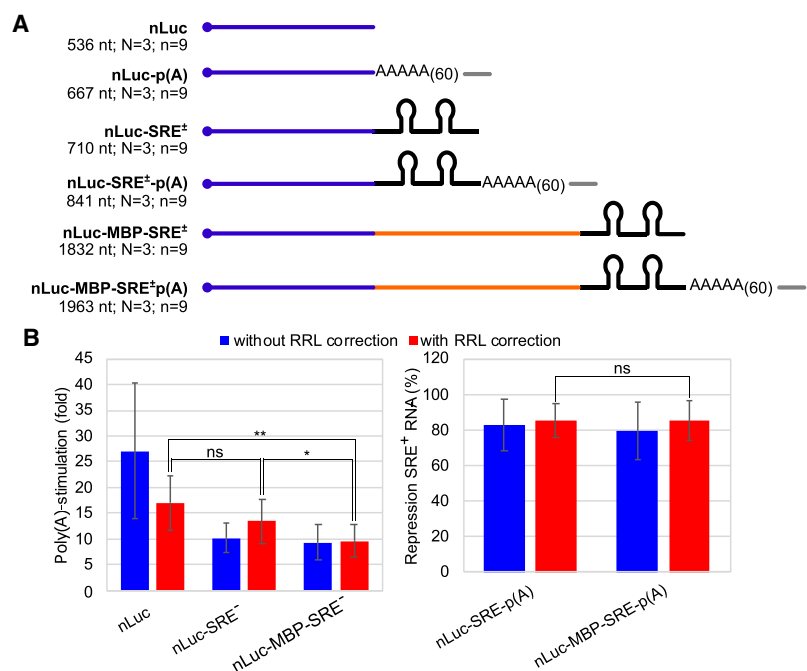 A
nLuc
536 nt; N=3; n=9
nLuc-p(A)
667 nt; N=3; n=9
AAAAA(60)
nLuc-SRE±
710 nt; N=3; n=9
nLuc-SRE±-p(A)
841 nt; N=3; n=9
AAAAA(60)
nLuc-MBP-SRE±
1832 nt; N=3: n=9
nLuc-MBP-SRE±p(A)
1963 nt; N=3; n=9
AAAAA(60)
B
without RRL correction
with RRL correction
Poly(A)-stimulation (fold)
45
40
35
30
25
20
15
10
5
0
**
ns
*
nLuc
nLuc-SRE⁻
nLuc-MBP-SRE⁻
Repression SRE⁺ RNA (%)
120
100
80
60
40
20
0
ns
nLuc-SRE-p(A)
nLuc-MBP-SRE-p(A)